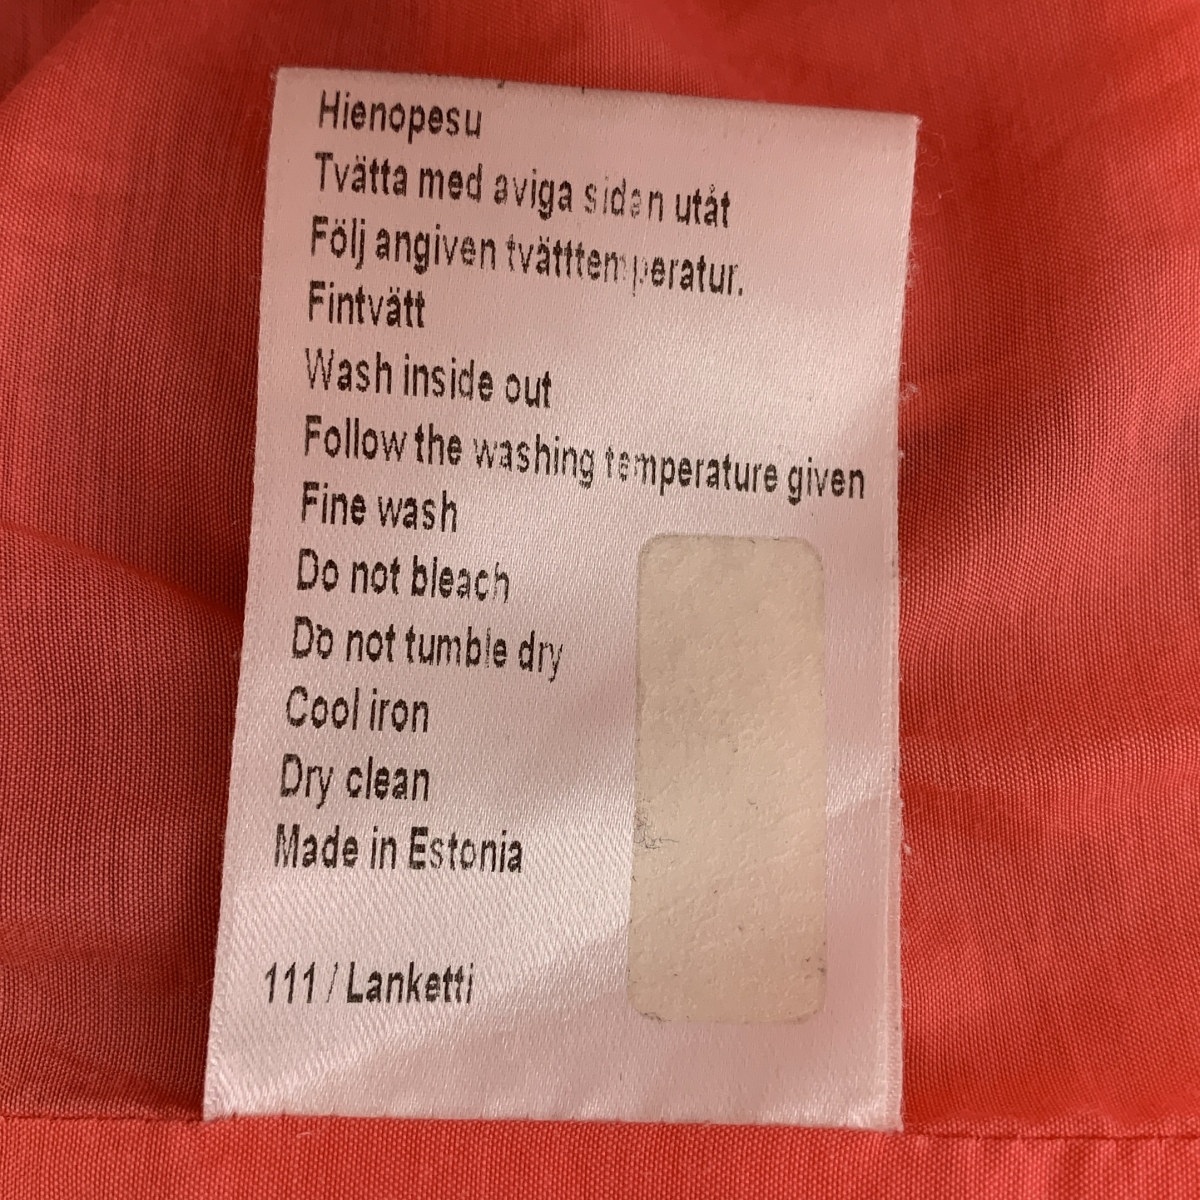 Hienopesu
Tvätta med aviga sidan utåt
Följ angiven tvätttemperatur.
Fintvätt
Wash inside out
Follow the washing temperature given
Fine wash
Do not bleach
Do not tumble dry
Cool iron
Dry clean
Made in Estonia
111 / Lanketti